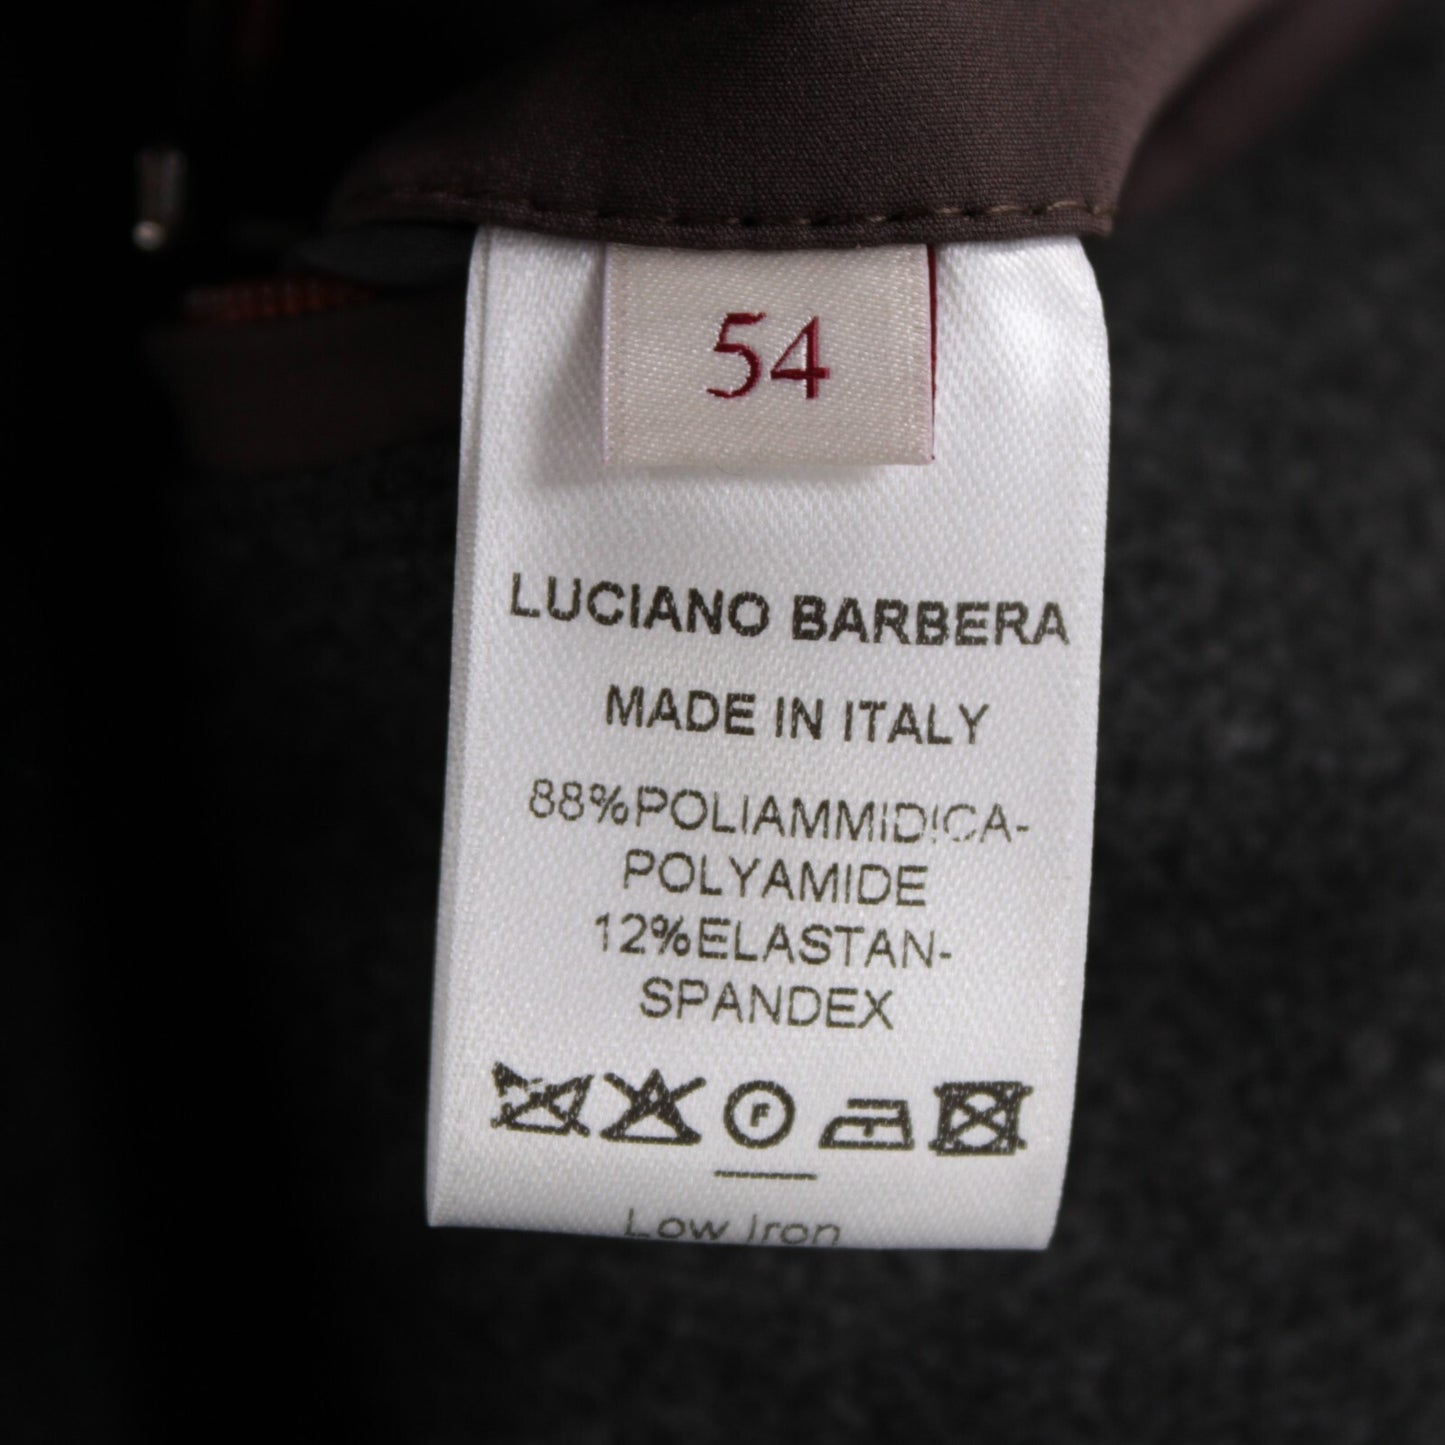 54
LUCIANO BARBERA
MADE IN ITALY
88%POLIAMMIDICA-
POLYAMIDE
12%ELASTAN-
SPANDEX
F
Low Iron